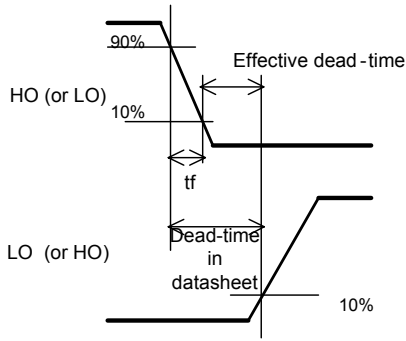 90%
Effective dead-time
HO (or LO)
10%
tf
Dead-time
in
datasheet
LO (or HO)
10%